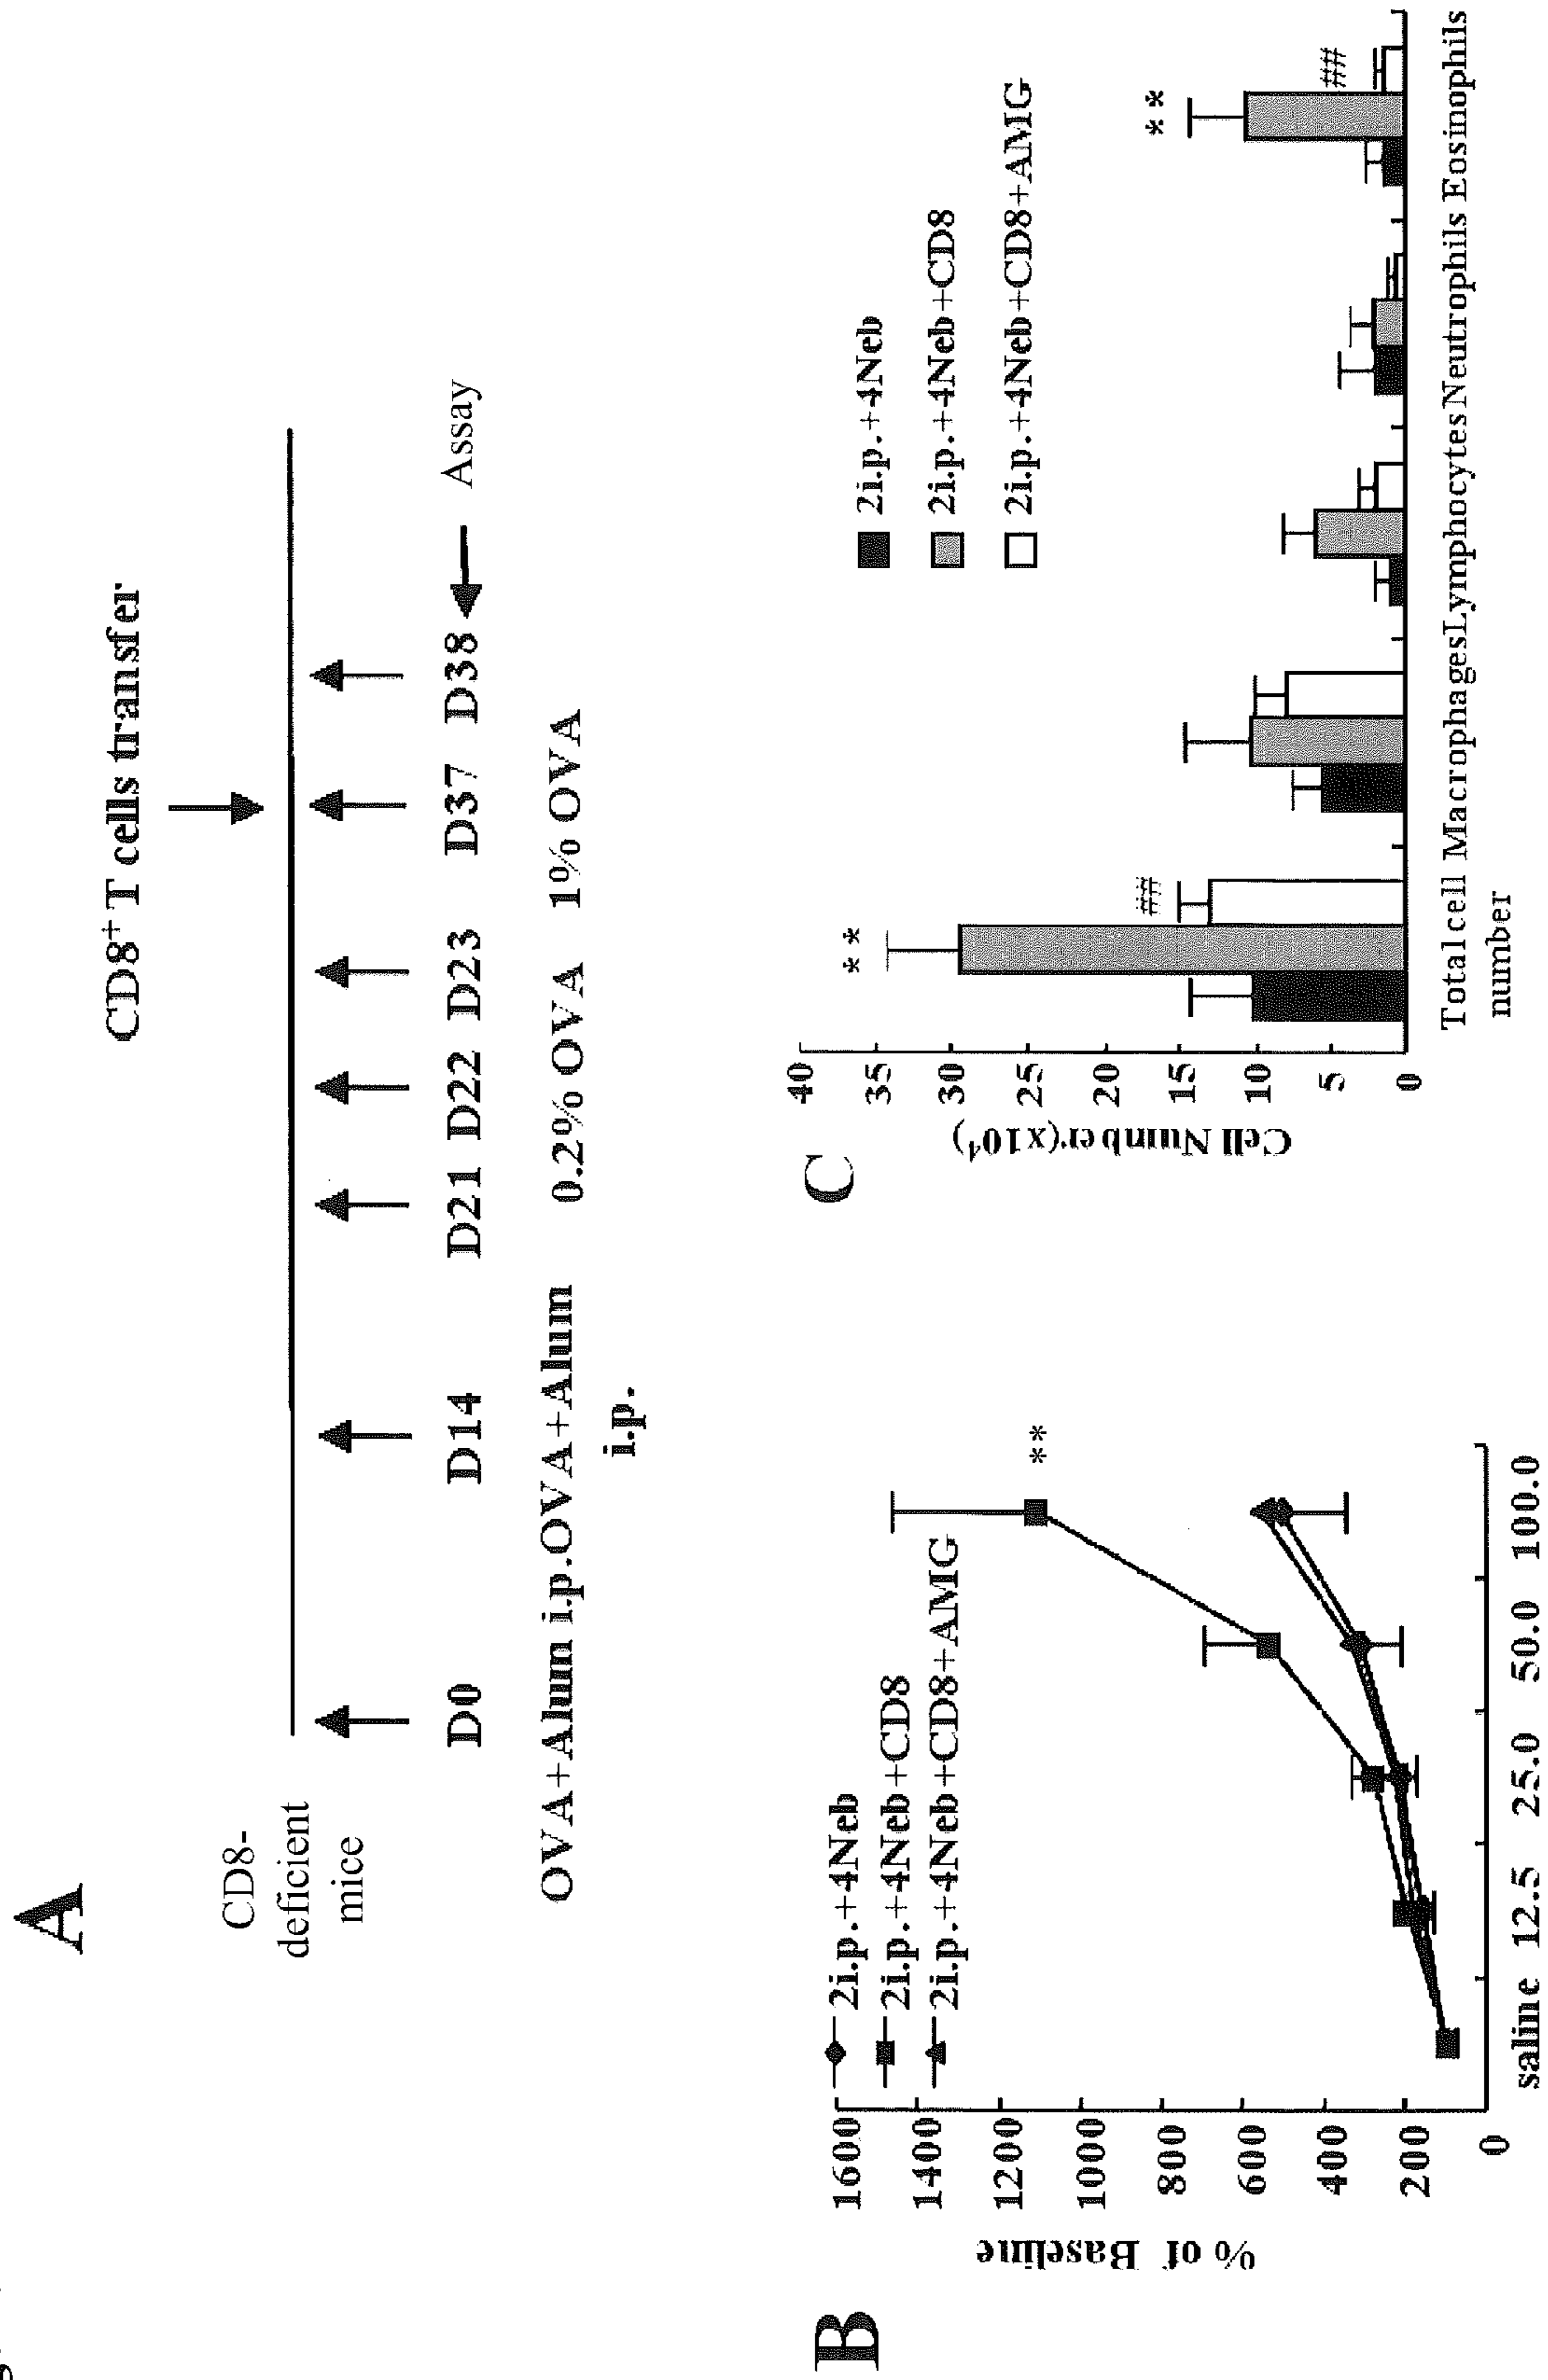 A
CD8-
deficient
mice
CD8+ T cells transfer
D0 D14 D21 D22 D23 D37 D38 Assay
OVA+Alum i.p. OVA+Alum 0.2% OVA 1% OVA
i.p.
B
% of Baseline
1600
1400
1200
1000
800
600
400
200
0
2i.p.+4Neb
2i.p.+4Neb+CD8
2i.p.+4Neb+CD8+AMG
**
saline 12.5 25.0 50.0 100.0
C
Cell Number(x10⁴)
40
35
30
25
20
15
10
5
0
2i.p.+4Neb
2i.p.+4Neb+CD8
2i.p.+4Neb+CD8+AMG
**
##
**
##
Total cell Macrophages Lymphocytes Neutrophils Eosinophils
number